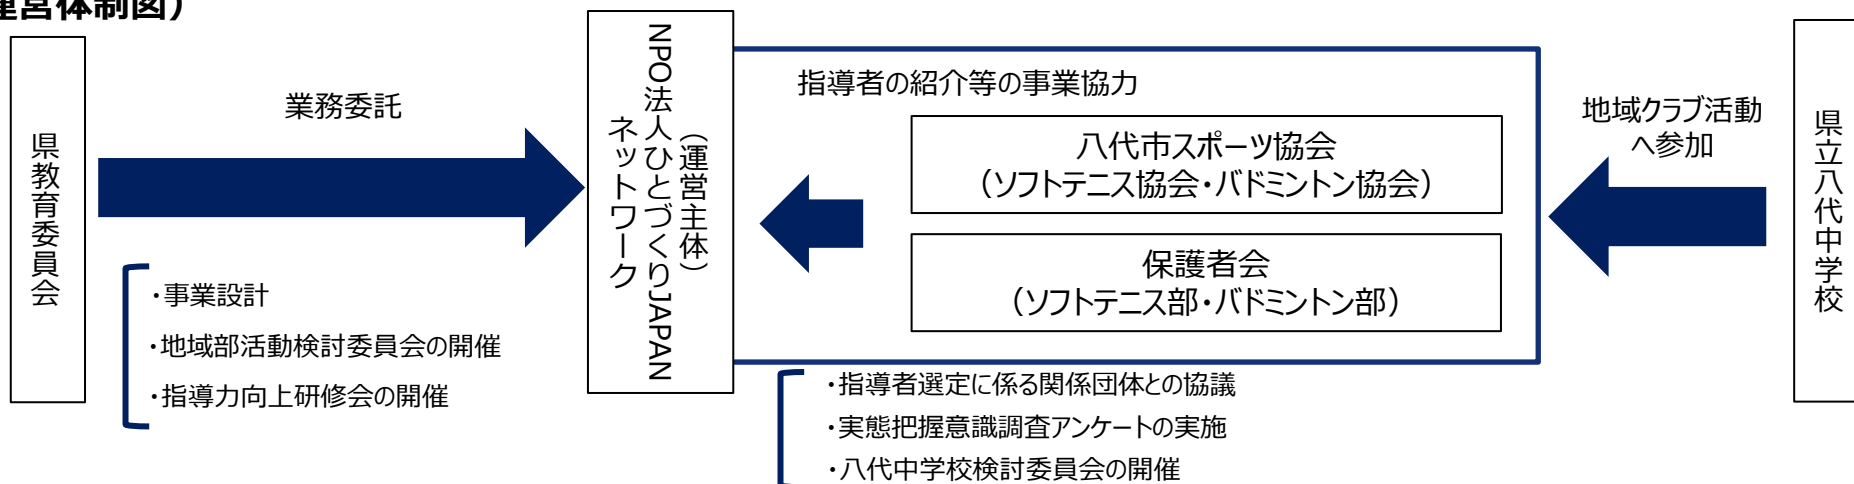 運営体制図）
県教育委員会
業務委託
・事業設計
・地域部活動検討委員会の開催
・指導力向上研修会の開催
（運営主体）
NPO法人ひとづくりJAPAN
ネットワーク
指導者の紹介等の事業協力
八代市スポーツ協会
（ソフトテニス協会・バドミントン協会）
保護者会
（ソフトテニス部・バドミントン部）
・指導者選定に係る関係団体との協議
・実態把握意識調査アンケートの実施
・八代中学校検討委員会の開催
地域クラブ活動
へ参加
県立八代中学校